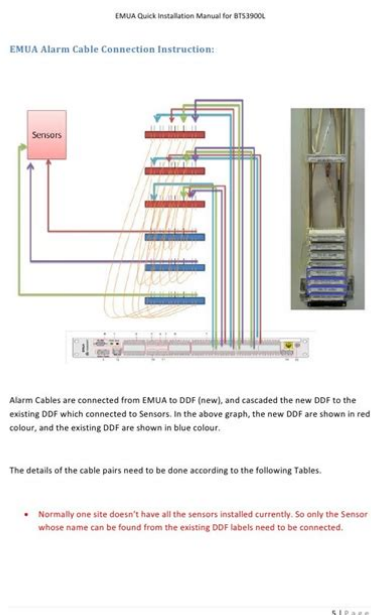 EMUA Quick Installation Manual for BTS3900L
EMUA Alarm Cable Connection Instruction:
Sensors
Alarm Cables are connected from EMUA to DDF (new), and cascaded the new DDF to the
existing DDF which connected to Sensors. In the above graph, the new DDF are shown in red
colour, and the existing DDF are shown in blue colour.
The details of the cable pairs need to be done according to the following Tables.
• Normally one site doesn't have all the sensors installed currently. So only the Sensor
whose name can be found from the existing DDF labels need to be connected.
5 | Page